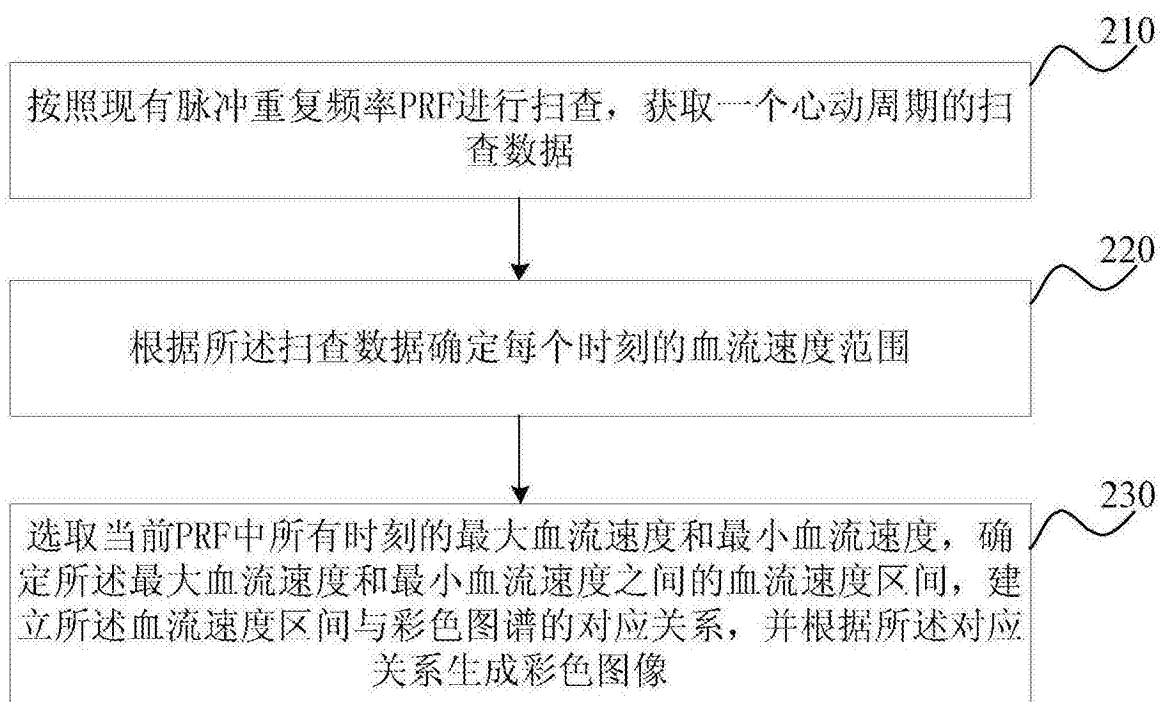 210
按照现有脉冲重复频率PRF进行扫查，获取一个心动周期的扫
查数据
220
根据所述扫查数据确定每个时刻的血流速度范围
230
选取当前PRF中所有时刻的最大血流速度和最小血流速度，确
定所述最大血流速度和最小血流速度之间的血流速度区间，建
立所述血流速度区间与彩色图谱的对应关系，并根据所述对应
关系生成彩色图像